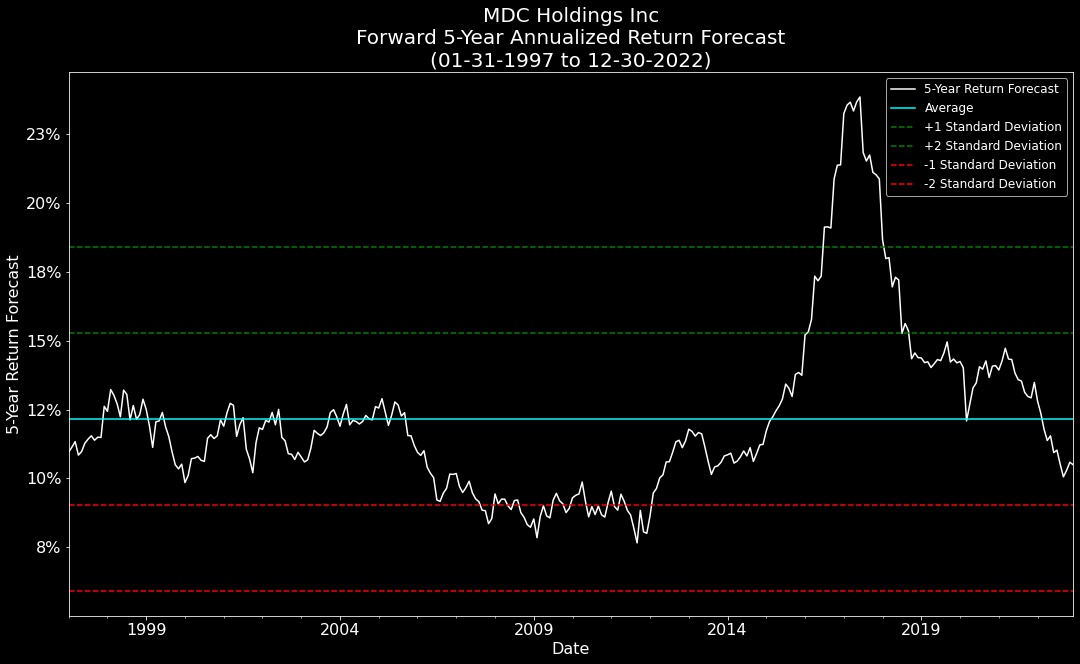 MDC Holdings Inc
Forward 5-Year Annualized Return Forecast
(01-31-1997 to 12-30-2022)
5-Year Return Forecast
Average
+1 Standard Deviation
+2 Standard Deviation
-1 Standard Deviation
-2 Standard Deviation
23%
20%
18%
15%
12%
10%
8%
5-Year Return Forecast
1999 2004 2009 2014 2019
Date